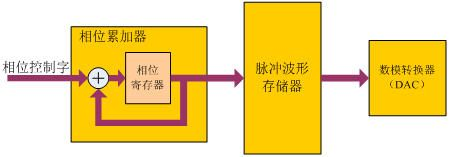 相位累加器
相位控制字
+
相位
寄存器
脉冲波形
存储器
数模转换器
（DAC）